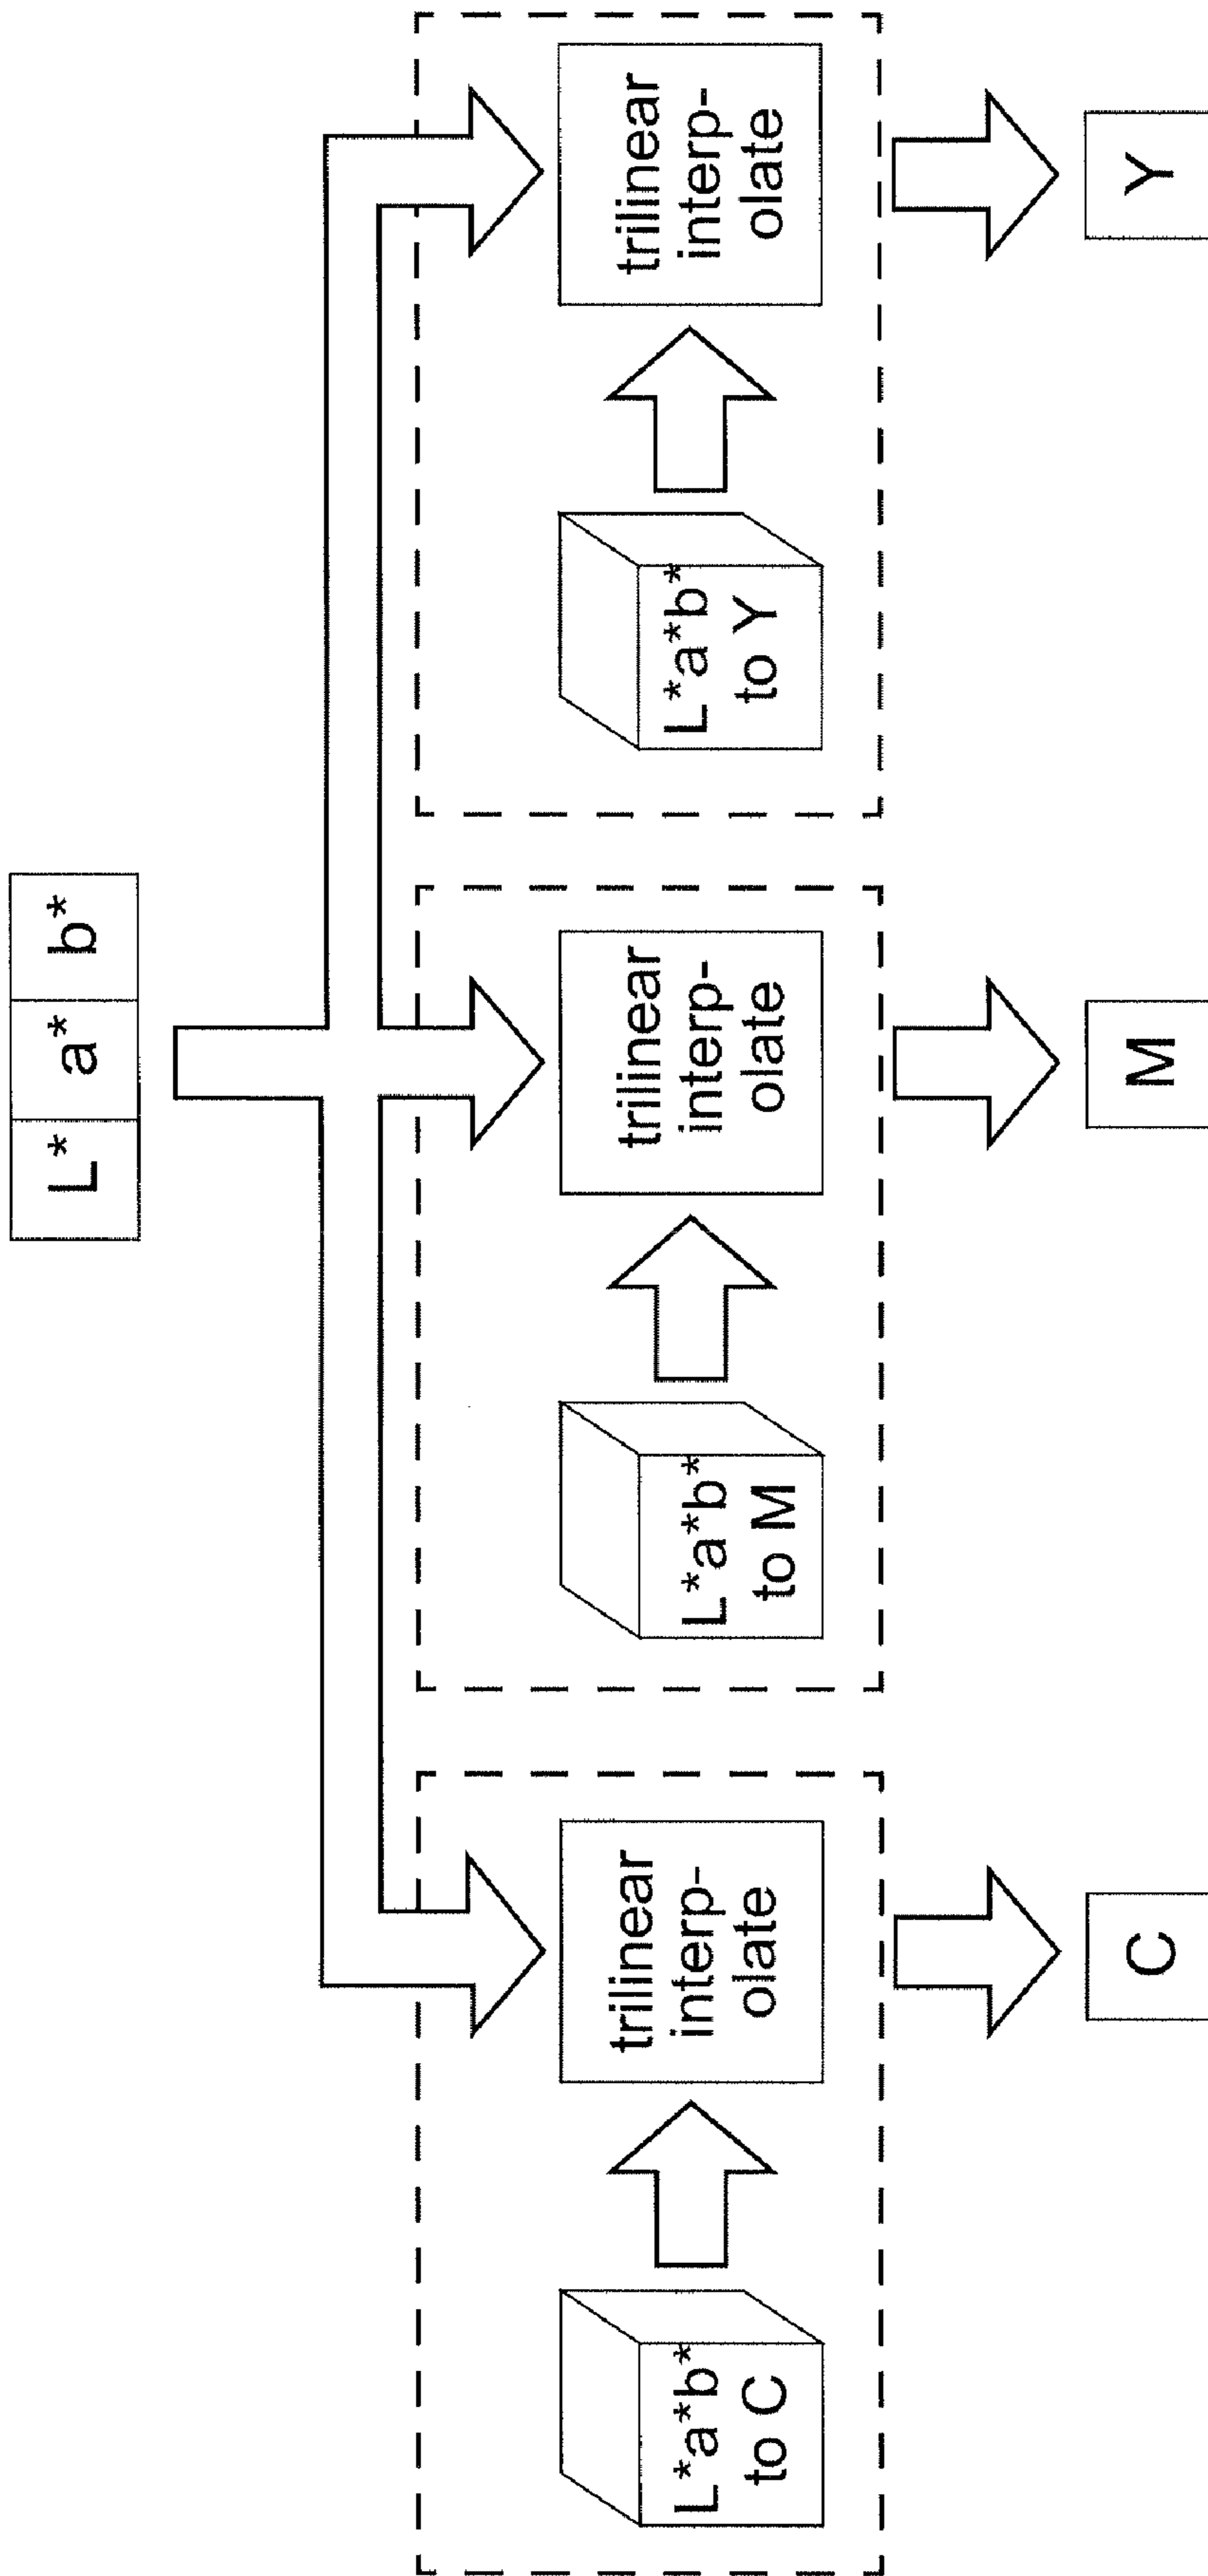 L* a* b*
trilinear
interp-
olate
L*a*b*
to C
C
trilinear
interp-
olate
L*a*b*
to M
M
trilinear
interp-
olate
L*a*b*
to Y
Y